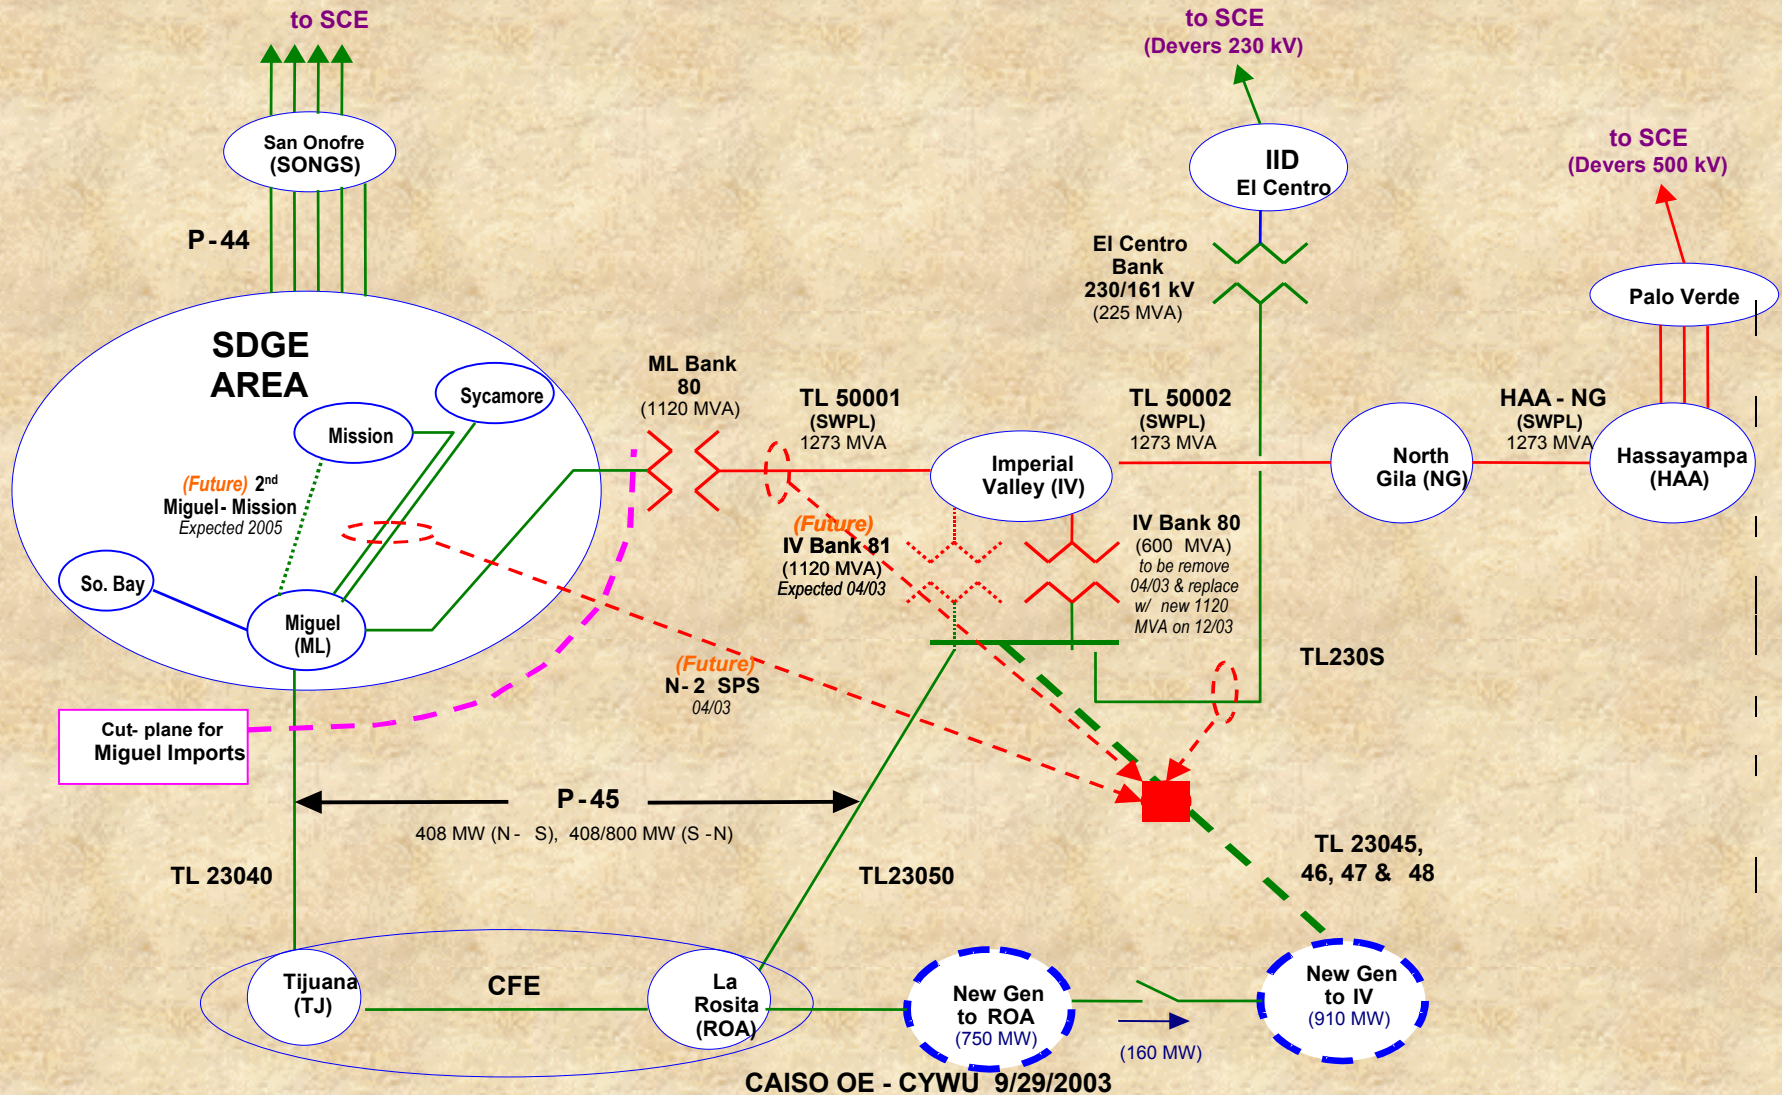 to SCE
to SCE
(Devers 230 kV)
to SCE
(Devers 500 kV)
San Onofre
(SONGS)
IID
El Centro
P-44
El Centro
Bank
230/161 kV
(225 MVA)
Palo Verde
SDGE
AREA
ML Bank
80
(1120 MVA)
TL 50001
(SWPL)
1273 MVA
TL 50002
(SWPL)
1273 MVA
HAA - NG
(SWPL)
1273 MVA
Sycamore
Mission
Imperial
Valley (IV)
North
Gila (NG)
Hassayampa
(HAA)
(Future) 2nd
Miguel- Mission
Expected 2005
(Future)
IV Bank 81
(1120 MVA)
Expected 04/03
IV Bank 80
(600 MVA)
to be remove
04/03 & replace
w/ new 1120
MVA on 12/03
So. Bay
Miguel
(ML)
(Future)
N- 2 SPS
04/03
TL230S
Cut- plane for
Miguel Imports
P-45
408 MW (N - S), 408/800 MW (S -N)
TL 23040
TL23050
TL 23045,
46, 47 & 48
Tijuana
(TJ)
CFE
La
Rosita
(ROA)
New Gen
to ROA
(750 MW)
(160 MW)
New Gen
to IV
(910 MW)
CAISO OE - CYWU 9/29/2003